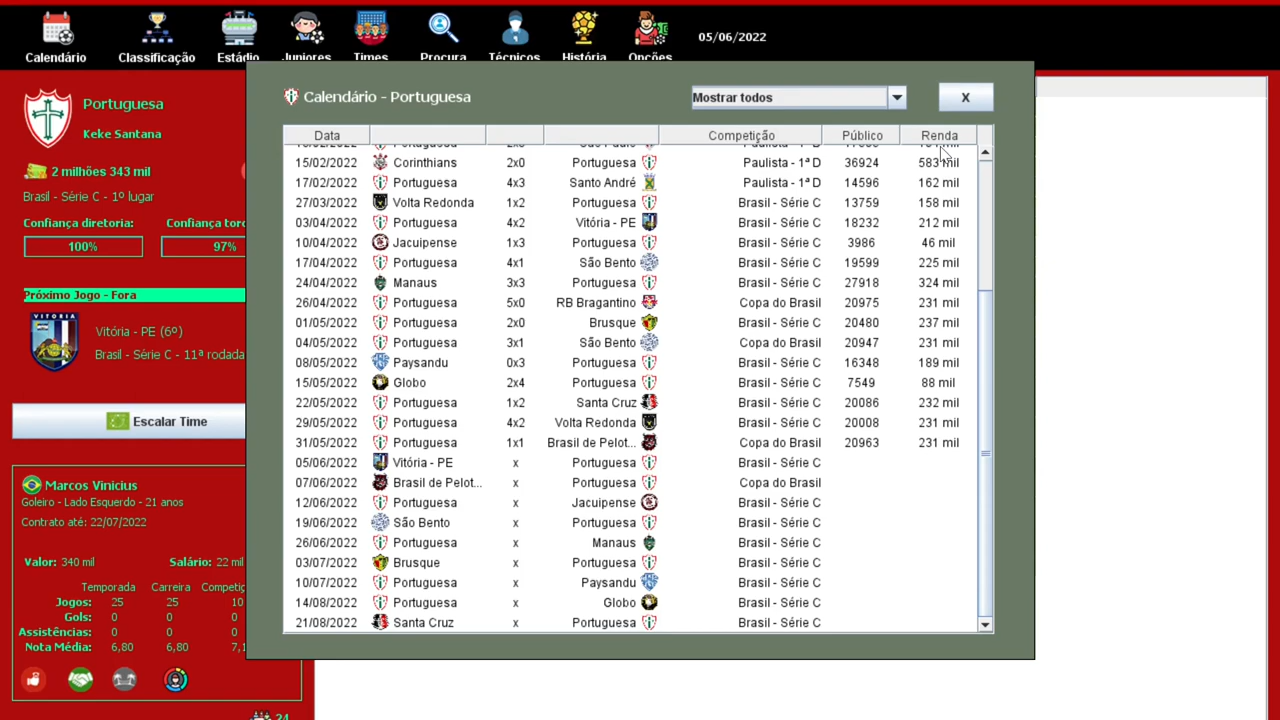 Calendário Classificação Estádio Juniores Times Procura Técnicos História Opções 05/06/2022
Portuguesa
Keke Santana
2 milhões 343 mil
Brasil - Série C - 1º lugar
Confiança diretoria: Confiança torc
100% 97%
Próximo Jogo - Fora
Vitória - PE (6º)
Brasil - Série C - 11ª rodada
Escalar Time
Marcos Vinicius
Goleiro - Lado Esquerdo - 21 anos
Contrato até: 22/07/2022
Valor: 340 mil Salário: 22 mil
Temporada Carreira Competiç
Jogos: 25 25 10
Gols: 0 0 0
Assistências: 0 0 0
Nota Média: 6,80 6,80 7,1
24
Calendário - Portuguesa Mostrar todos X
Data Competição Público Renda
15/02/2022 Corinthians 2x0 Portuguesa Paulista - 1ª D 36924 583 mil
17/02/2022 Portuguesa 4x3 Santo André Paulista - 1ª D 14596 162 mil
27/03/2022 Volta Redonda 1x2 Portuguesa Brasil - Série C 13759 158 mil
03/04/2022 Portuguesa 4x2 Vitória - PE Brasil - Série C 18232 212 mil
10/04/2022 Jacuipense 1x3 Portuguesa Brasil - Série C 3986 46 mil
17/04/2022 Portuguesa 4x1 São Bento Brasil - Série C 19599 225 mil
24/04/2022 Manaus 3x3 Portuguesa Brasil - Série C 27918 324 mil
26/04/2022 Portuguesa 5x0 RB Bragantino Copa do Brasil 20975 231 mil
01/05/2022 Portuguesa 2x0 Brusque Brasil - Série C 20480 237 mil
04/05/2022 Portuguesa 3x1 São Bento Copa do Brasil 20947 231 mil
08/05/2022 Paysandu 0x3 Portuguesa Brasil - Série C 16348 189 mil
15/05/2022 Globo 2x4 Portuguesa Brasil - Série C 7549 88 mil
22/05/2022 Portuguesa 1x2 Santa Cruz Brasil - Série C 20086 232 mil
29/05/2022 Portuguesa 4x2 Volta Redonda Brasil - Série C 20008 231 mil
31/05/2022 Portuguesa 1x1 Brasil de Pelot... Copa do Brasil 20963 231 mil
05/06/2022 Vitória - PE x Portuguesa Brasil - Série C
07/06/2022 Brasil de Pelot... x Portuguesa Copa do Brasil
12/06/2022 Portuguesa x Jacuipense Brasil - Série C
19/06/2022 São Bento x Portuguesa Brasil - Série C
26/06/2022 Portuguesa x Manaus Brasil - Série C
03/07/2022 Brusque x Portuguesa Brasil - Série C
10/07/2022 Portuguesa x Paysandu Brasil - Série C
14/08/2022 Portuguesa x Globo Brasil - Série C
21/08/2022 Santa Cruz x Portuguesa Brasil - Série C